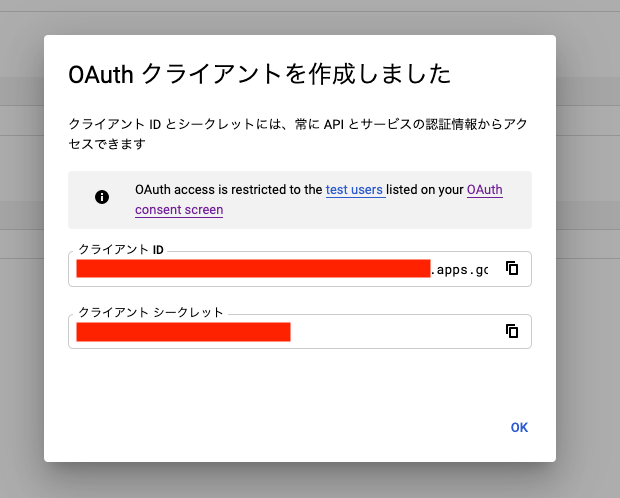 OAuth クライアントを作成しました
クライアント ID とシークレットには、常に API とサービスの認証情報からアク
セスできます
OAuth access is restricted to the test users listed on your OAuth
consent screen
クライアント ID
.apps.gc
クライアント シークレット
OK